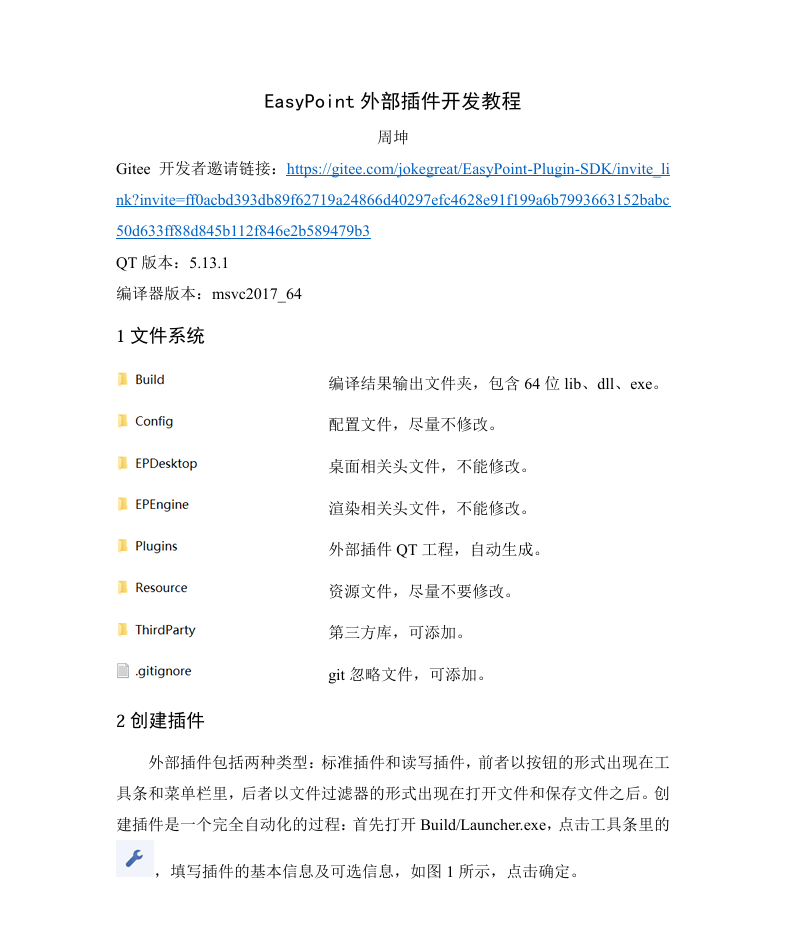 EasyPoint 外部插件开发教程
周坤
Gitee 开发者邀请链接：https://gitee.com/jokegreat/EasyPoint-Plugin-SDK/invite_li
nk?invite=ff0acbd393db89f62719a24866d40297efc4628e91f199a6b7993663152babc
50d633ff88d845b112f846e2b589479b3
QT 版本：5.13.1
编译器版本：msvc2017_64
1 文件系统
Build 编译结果输出文件夹，包含 64 位 lib、dll、exe。
Config 配置文件，尽量不修改。
EPDesktop 桌面相关头文件，不能修改。
EPEngine 渲染相关头文件，不能修改。
Plugins 外部插件 QT 工程，自动生成。
Resource 资源文件，尽量不要修改。
ThirdParty 第三方库，可添加。
.gitignore git 忽略文件，可添加。
2 创建插件
外部插件包括两种类型：标准插件和读写插件，前者以按钮的形式出现在工
具条和菜单栏里，后者以文件过滤器的形式出现在打开文件和保存文件之后。创
建插件是一个完全自动化的过程：首先打开 Build/Launcher.exe，点击工具条里的
，填写插件的基本信息及可选信息，如图 1 所示，点击确定。